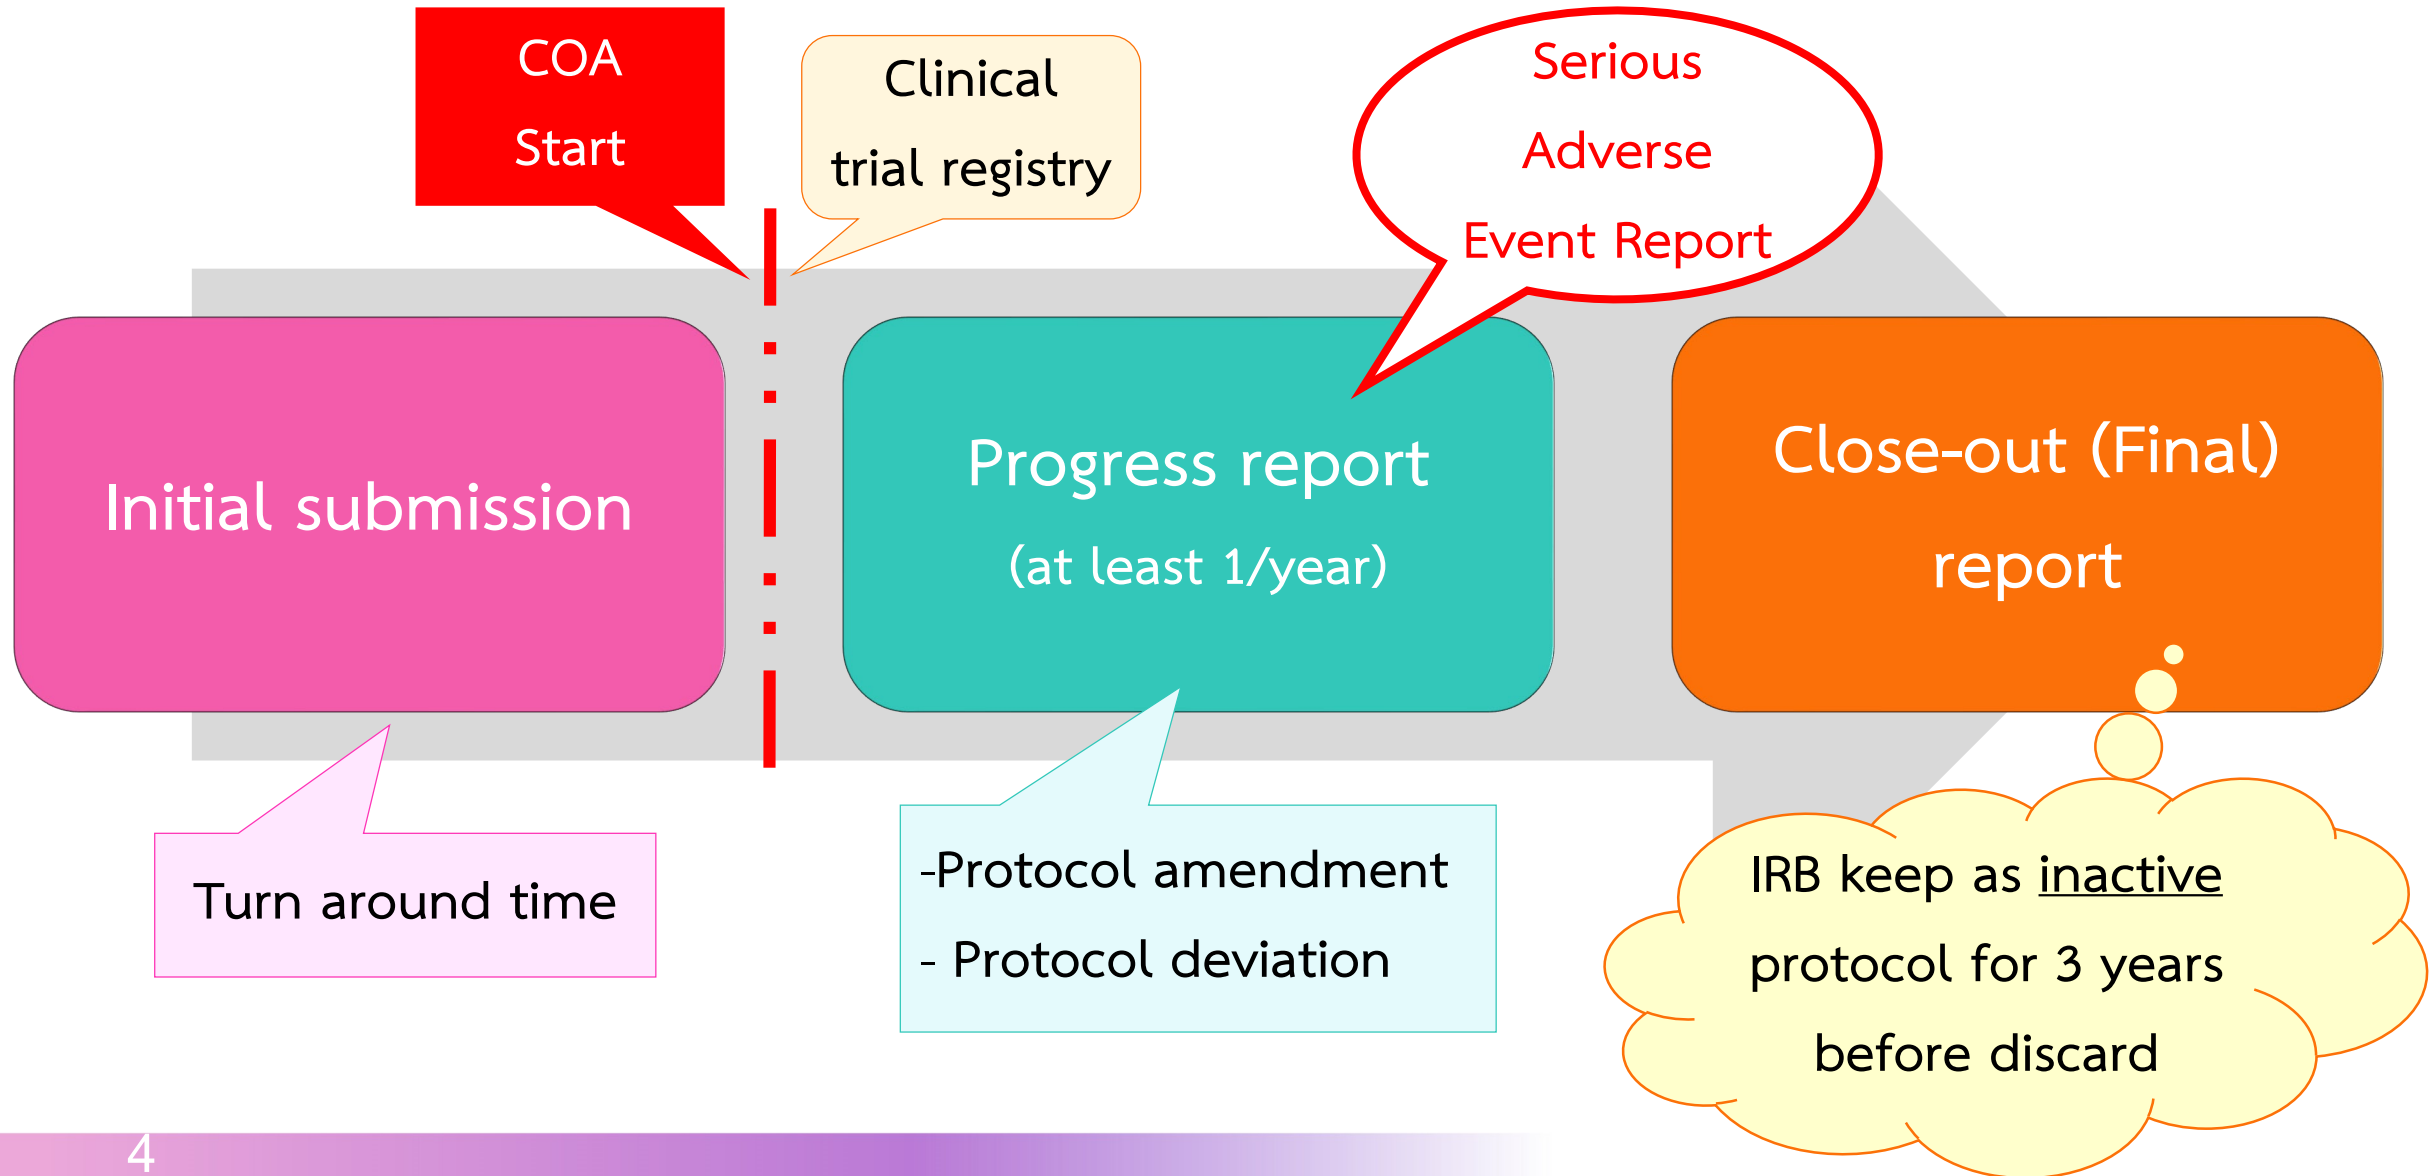 COA
Start
Clinical
trial registry
Serious
Adverse
Event Report
Initial submission
Progress report
(at least 1/year)
Close-out (Final)
report
Turn around time
-Protocol amendment
- Protocol deviation
IRB keep as inactive
protocol for 3 years
before discard
4